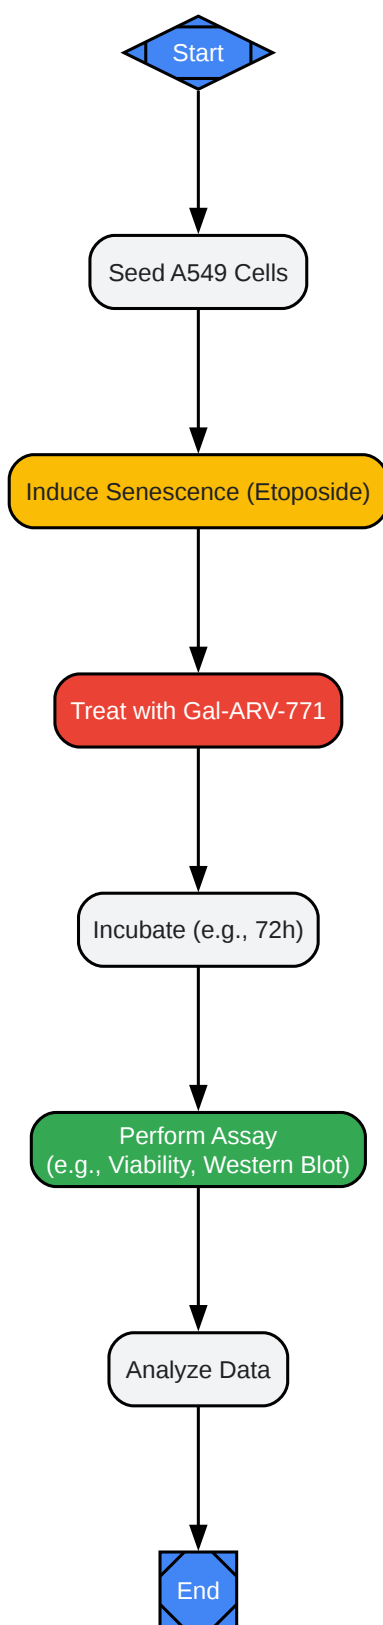 Start
Seed A549 Cells
Induce Senescence (Etoposide)
Treat with Gal-ARV-771
Incubate (e.g., 72h)
Perform Assay
(e.g., Viability, Western Blot)
Analyze Data
End